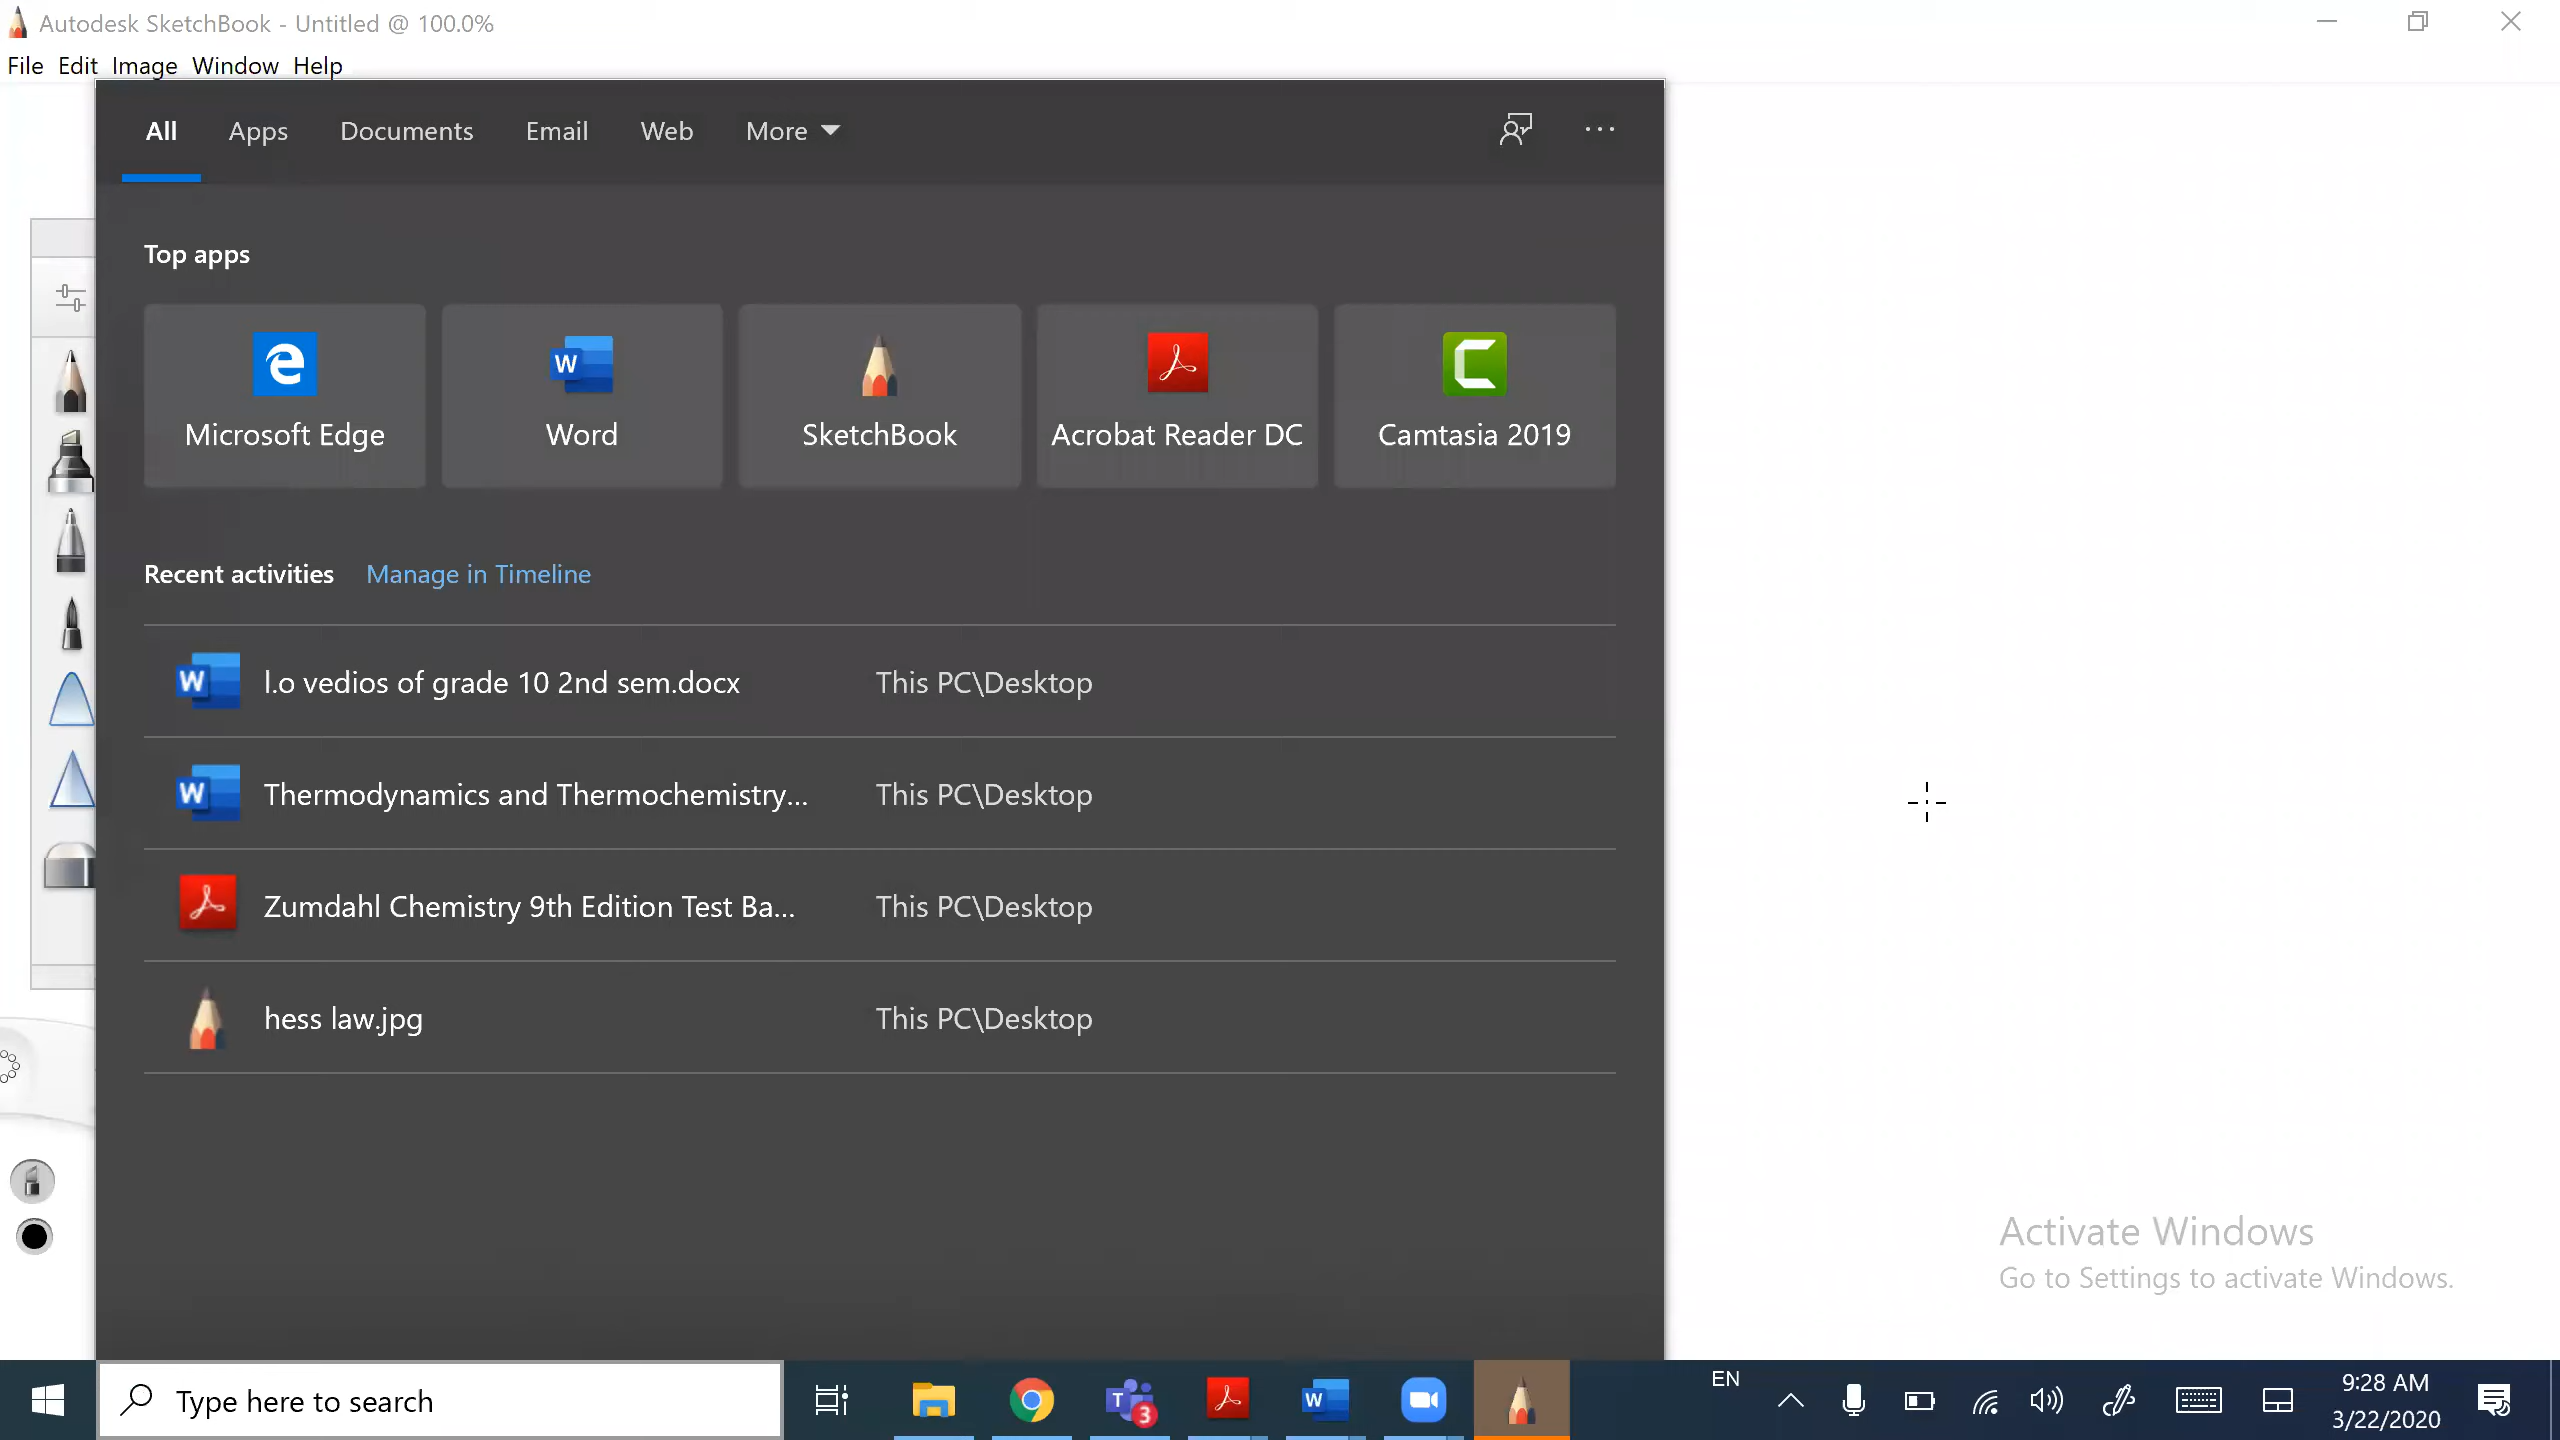 Autodesk SketchBook - Untitled @ 100.0%
File Edit Image Window Help
All Apps Documents Email Web More
Top apps
Microsoft Edge Word SketchBook Acrobat Reader DC Camtasia 2019
Recent activities Manage in Timeline
l.o vedios of grade 10 2nd sem.docx This PC\Desktop
Thermodynamics and Thermochemistry... This PC\Desktop
Zumdahl Chemistry 9th Edition Test Ba... This PC\Desktop
hess law.jpg This PC\Desktop
Activate Windows
Go to Settings to activate Windows.
Type here to search
3
EN
9:28 AM
3/22/2020